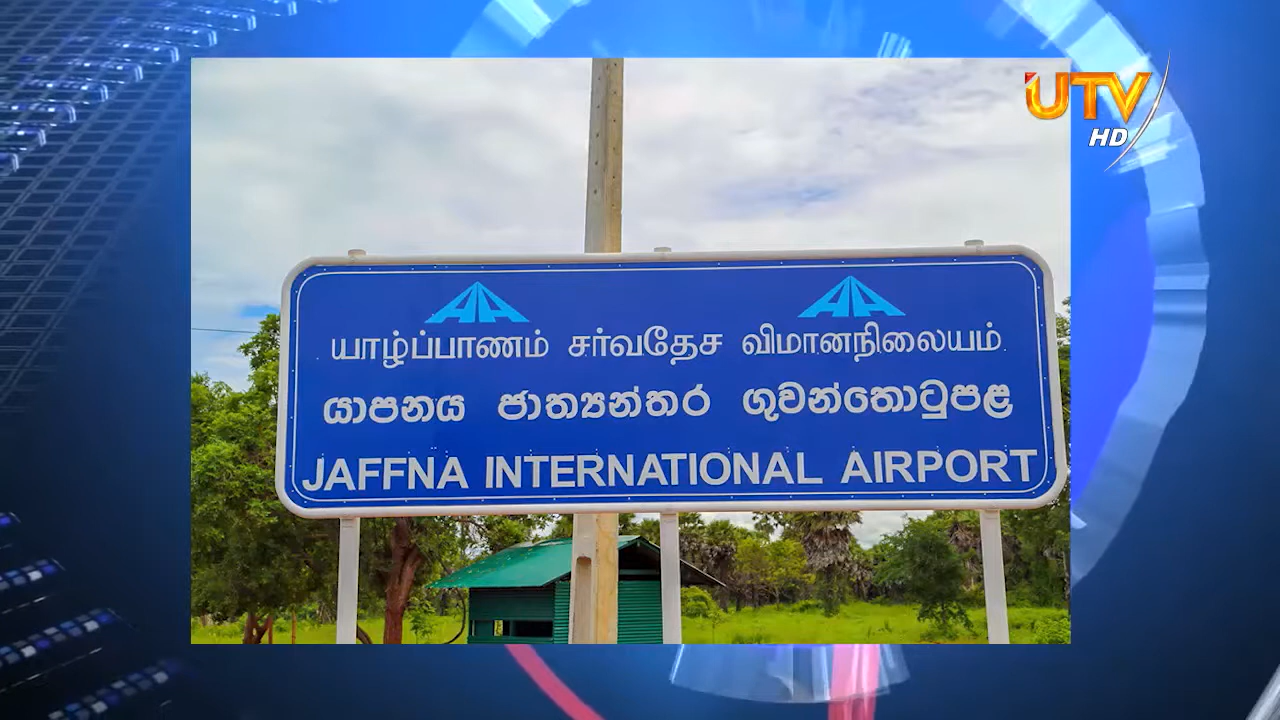 UTV
HD
யாழ்ப்பாணம் சர்வதேச விமானநிலையம்
යාපනය ජාත්‍යන්තර ගුවන්තොටුපළ
JAFFNA INTERNATIONAL AIRPORT